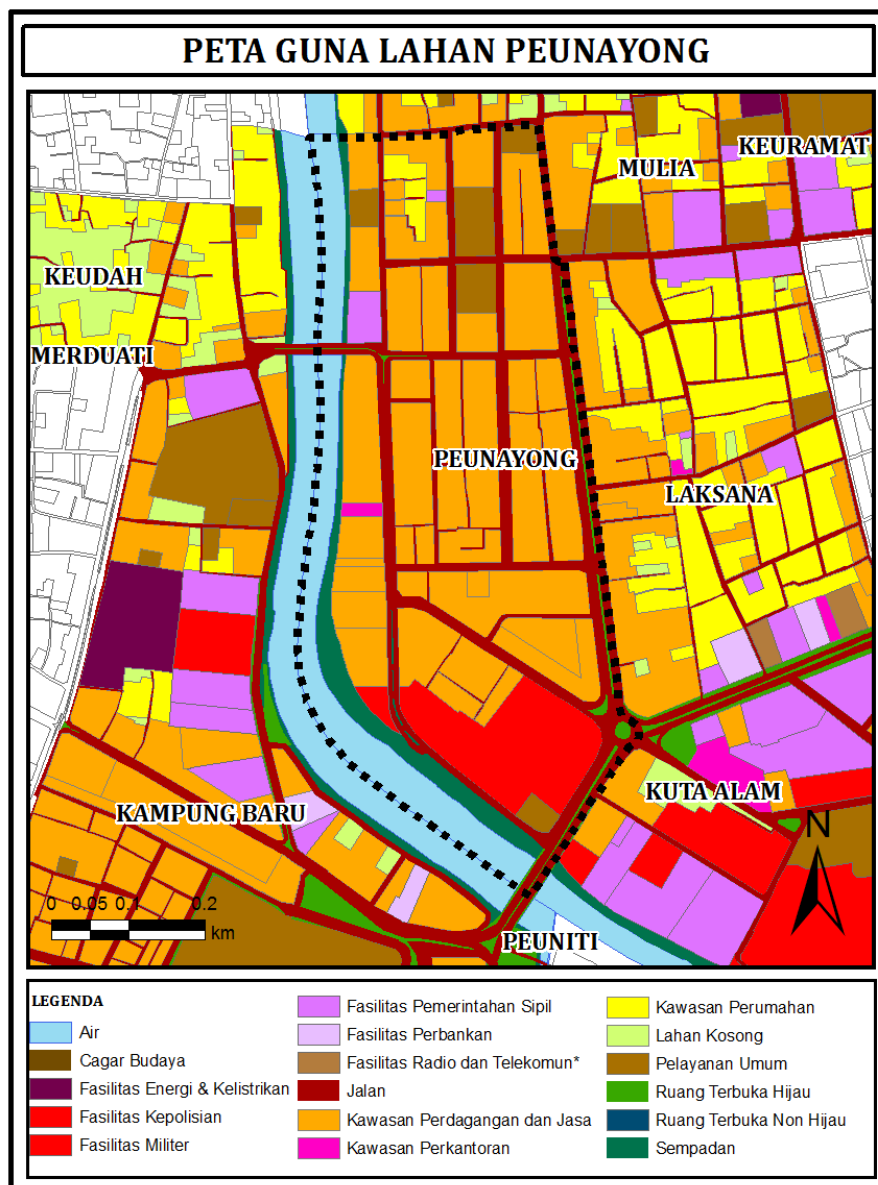 PETA GUNA LAHAN PEUNAYONG
KEURAMAT
MULIA
KEUDAH
MERDUATI
PEUNAYONG
LAKSANA
KUTA ALAM
KAMPUNG BARU
N
0 0.05 0.1 0.2
km
PEUNITI
LEGENDA
Air
Cagar Budaya
Fasilitas Energi & Kelistrikan
Fasilitas Kepolisian
Fasilitas Militer
Fasilitas Pemerintahan Sipil
Fasilitas Perbankan
Fasilitas Radio dan Telekomun*
Jalan
Kawasan Perdagangan dan Jasa
Kawasan Perkantoran
Kawasan Perumahan
Lahan Kosong
Pelayanan Umum
Ruang Terbuka Hijau
Ruang Terbuka Non Hijau
Sempadan